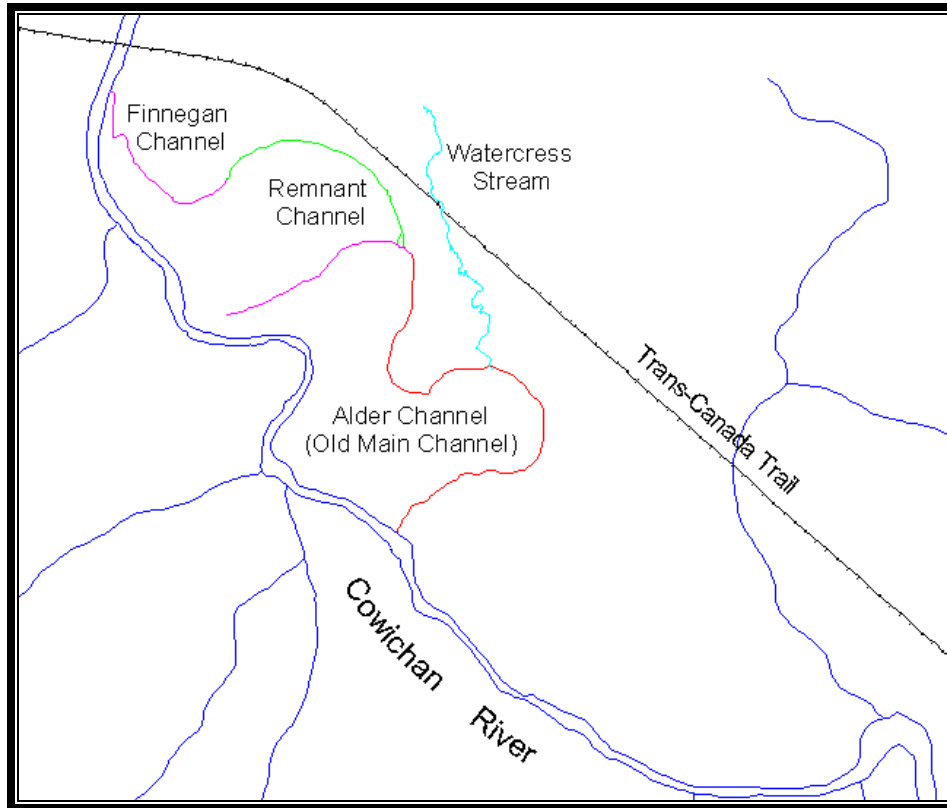 Finnegan
Channel
Watercress
Stream
Remnant
Channel
Trans-Canada Trail
Alder Channel
(Old Main Channel)
Cowichan
River